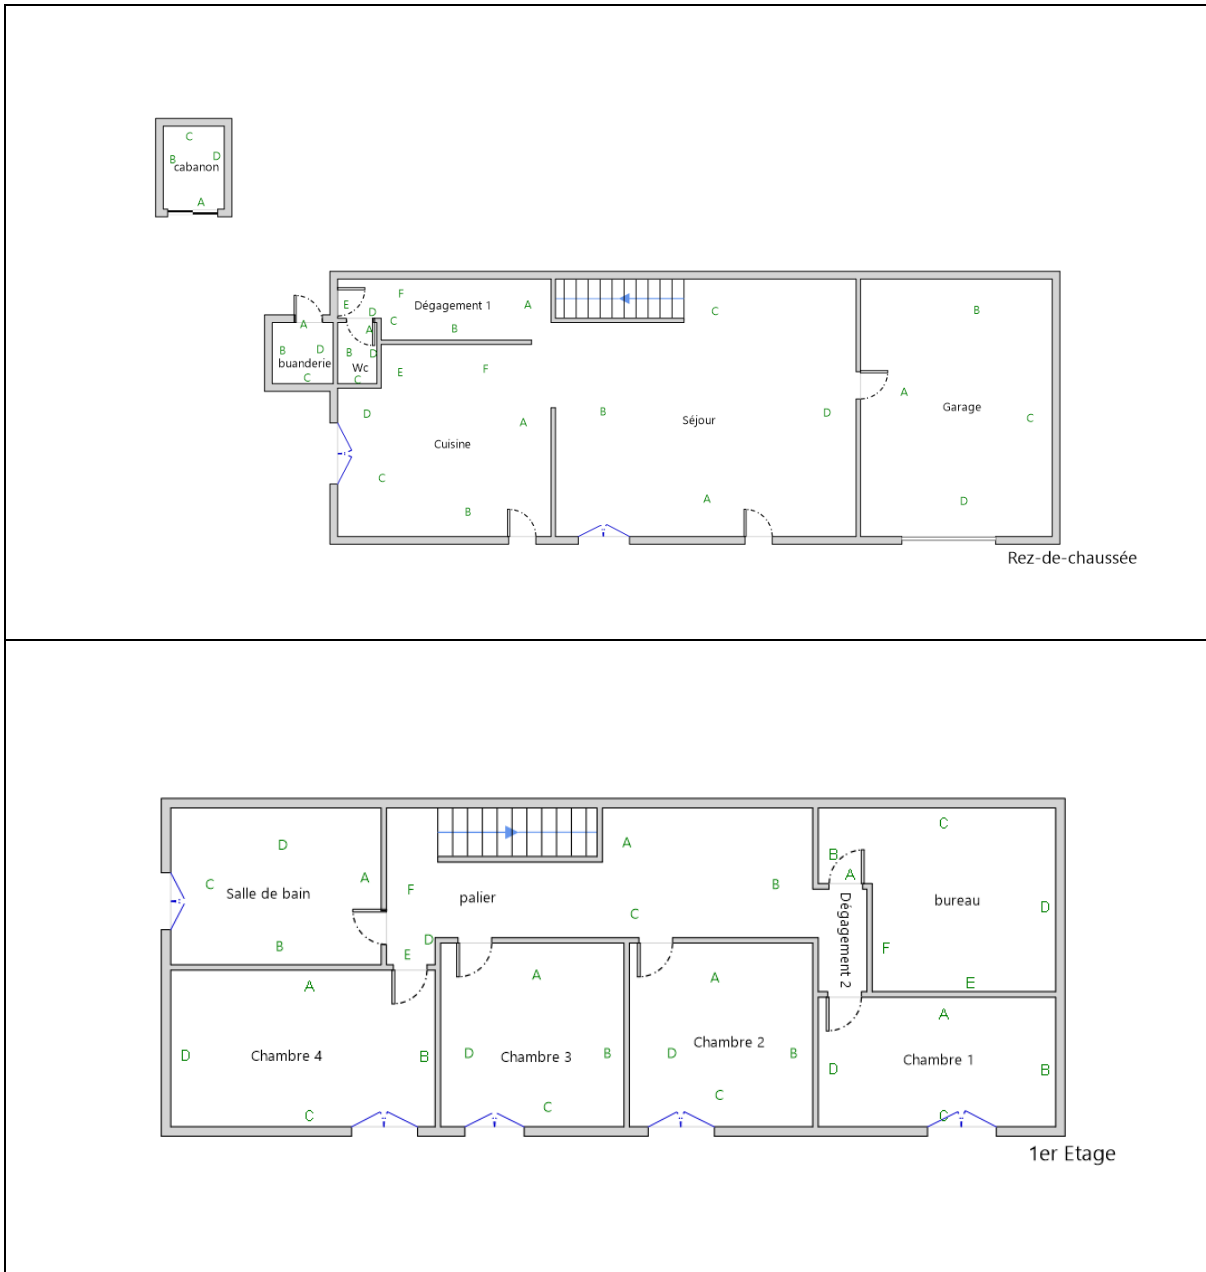 C
B
D
cabanon
A
F
E
Dégagement 1
A
D
C
B
A
B
D
buanderie
C
A
B
D
Wc
C
E
F
D
A
Cuisine
C
B
C
B
Séjour
D
A
B
A
Garage
C
D
Rez-de-chaussée
D
C
A
Salle de bain
B
F
palier
D
E
A
B
C
C
B
A
Dégagement 2
bureau
D
F
E
A
D
Chambre 4
B
C
A
D
Chambre 3
B
C
A
D
Chambre 2
B
C
A
Chambre 1
D
B
C
1er Etage